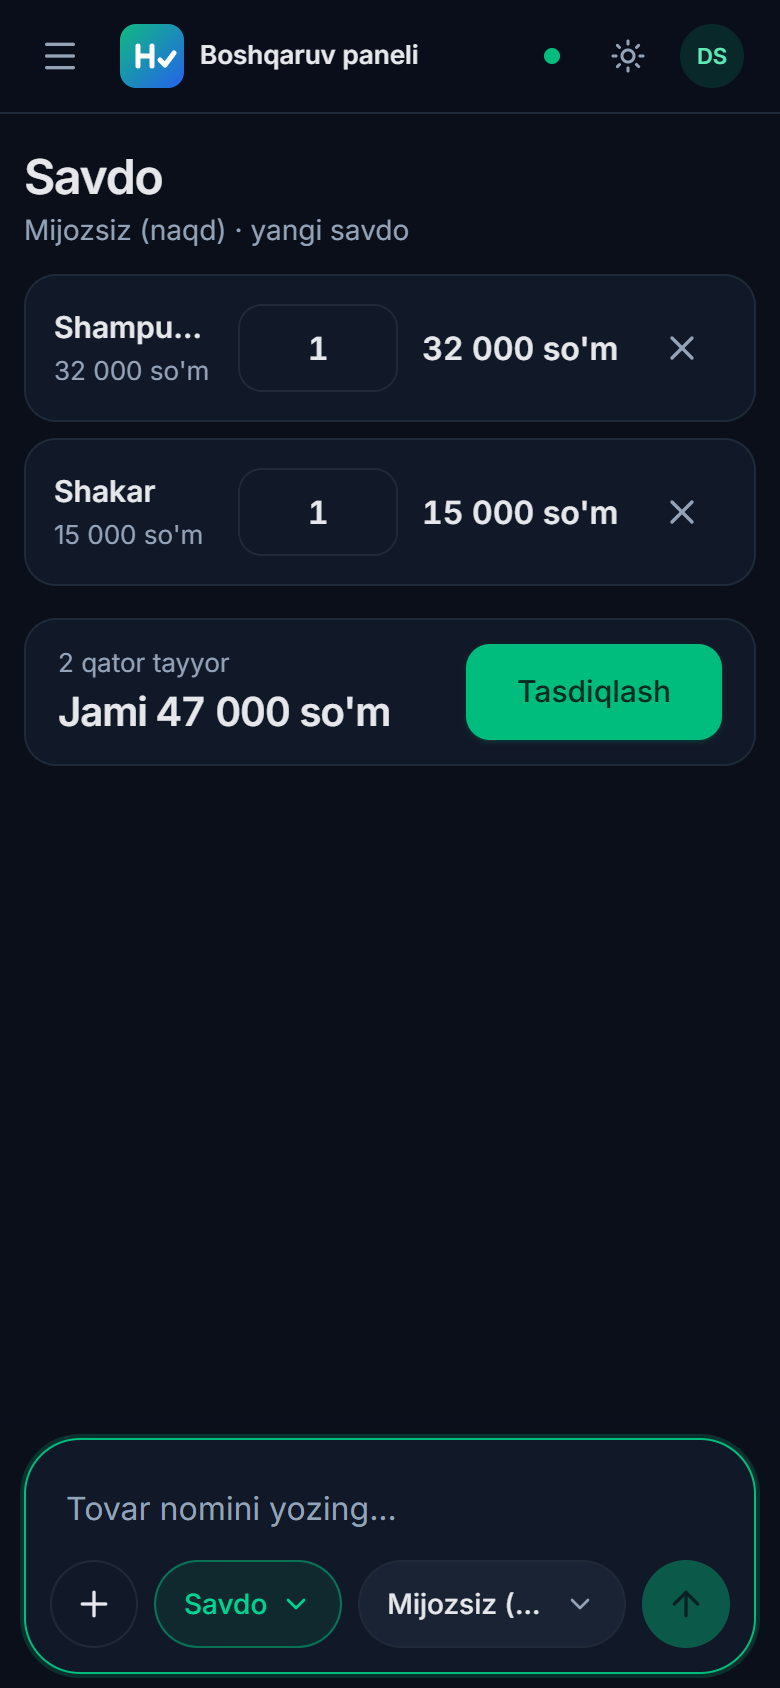 H✓ Boshqaruv paneli DS
Savdo
Mijozsiz (naqd) · yangi savdo
Shampu... 1 32 000 so'm
32 000 so'm
Shakar 1 15 000 so'm
15 000 so'm
2 qator tayyor
Jami 47 000 so'm
Tasdiqlash
Tovar nomini yozing...
Savdo Mijozsiz (...